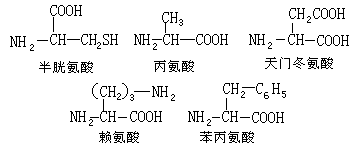 COOH
NH₂—CH—CH₂SH
半胱氨酸
CH₃
NH₂—CH—COOH
丙氨酸
CH₂COOH
NH₂—CH—COOH
天门冬氨酸
(CH₂)₃—NH₂
NH₂—CH—COOH
赖氨酸
CH₂—C₆H₅
NH₂—CH—COOH
苯丙氨酸